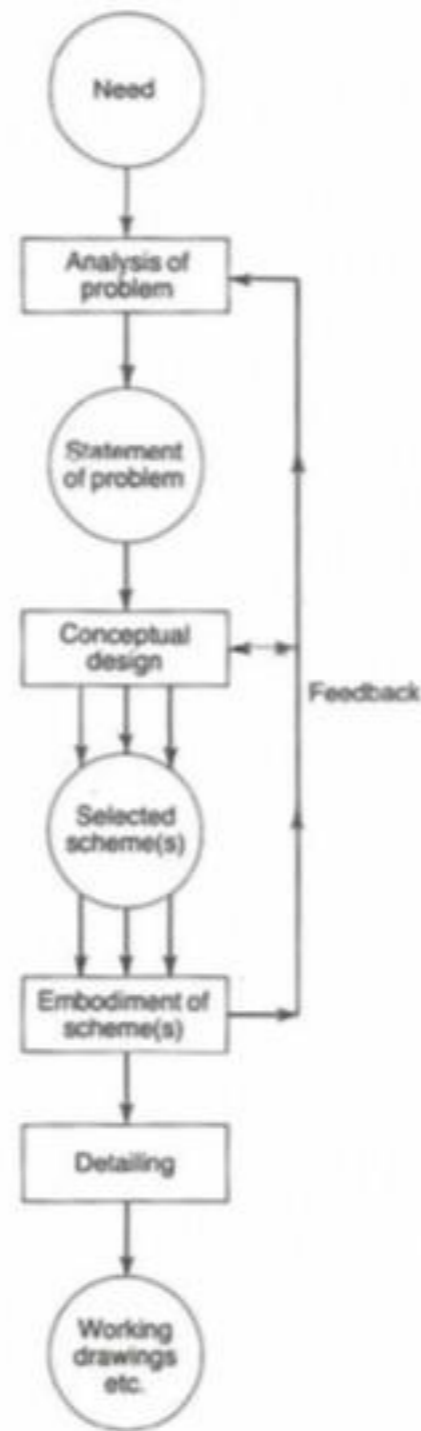 Need
Analysis of
problem
Statement
of problem
Conceptual
design
Feedback
Selected
scheme(s)
Embodiment of
scheme(s)
Detailing
Working
drawings
etc.